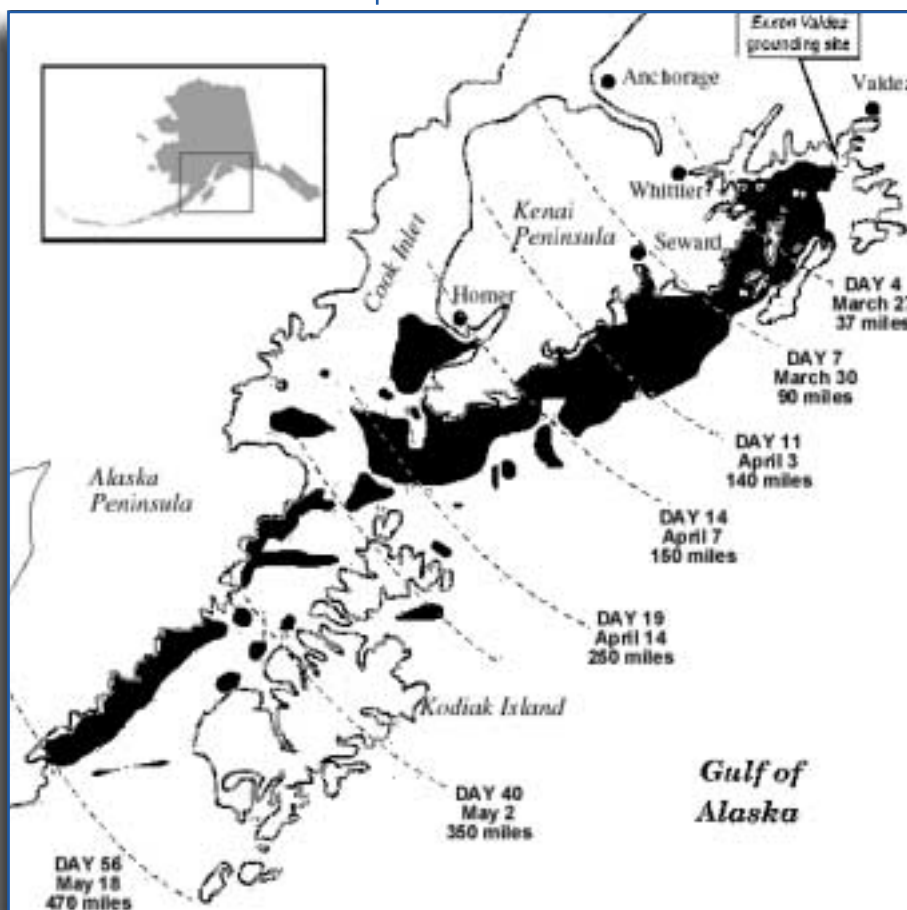 Exxon Valdez
grounding site
Anchorage
Valdez
Whittier
Kenai
Peninsula
Seward
Cook Inlet
Homer
DAY 4
March 27
37 miles
DAY 7
March 30
90 miles
DAY 11
April 3
140 miles
Alaska
Peninsula
DAY 14
April 7
150 miles
DAY 19
April 14
250 miles
Kodiak Island
Gulf of
Alaska
DAY 40
May 2
350 miles
DAY 56
May 18
470 miles